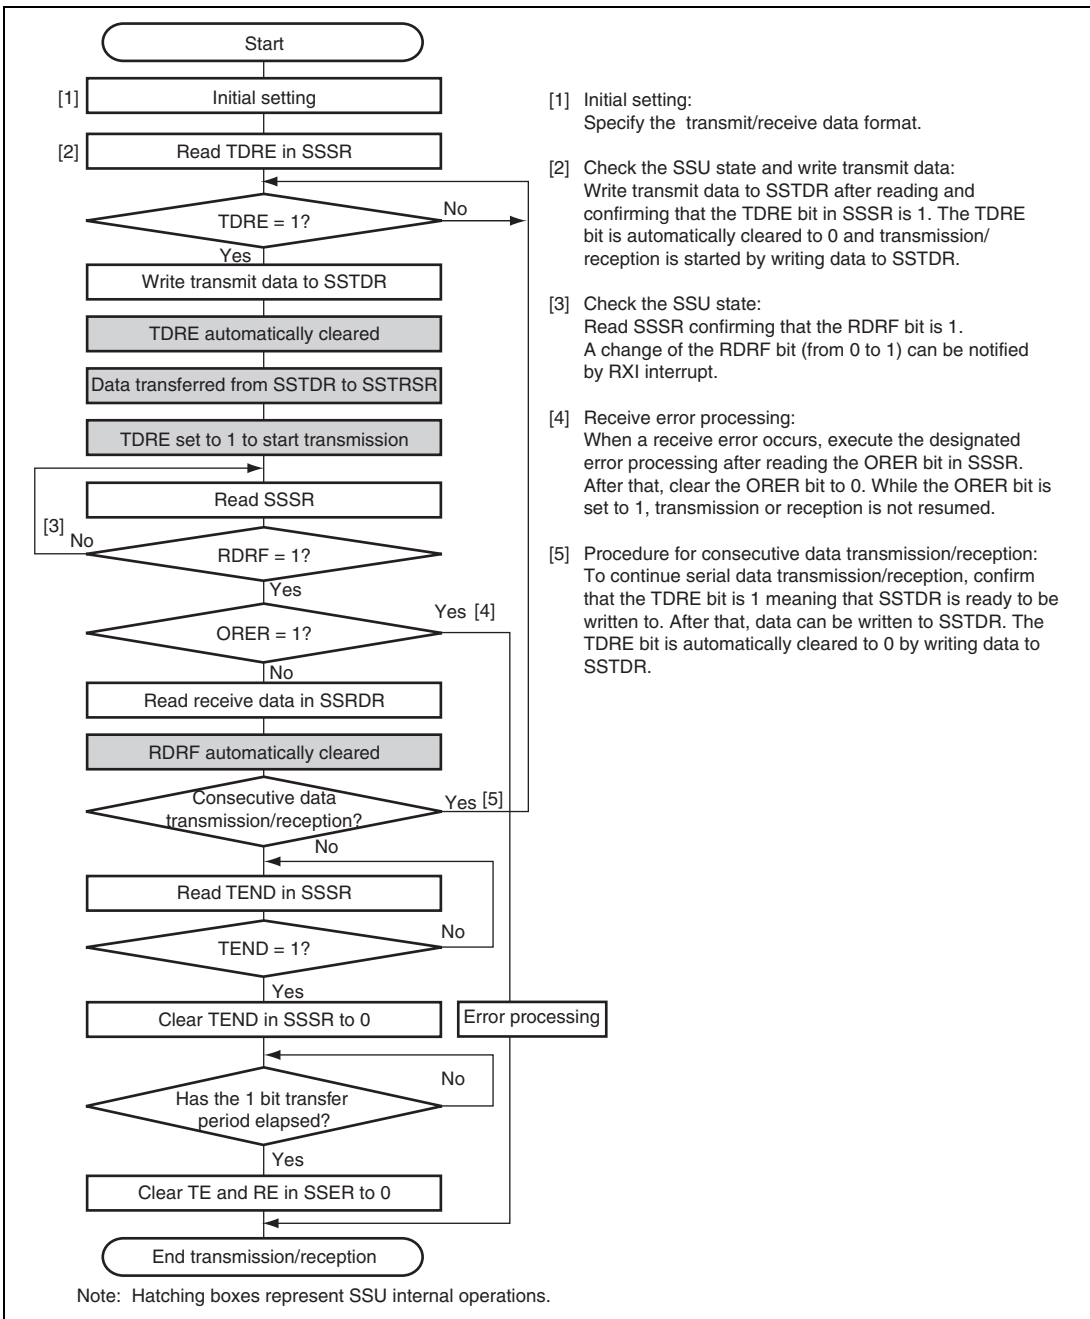 Start
[1] Initial setting
[2] Read TDRE in SSSR
TDRE = 1?
No
Yes
Write transmit data to SSTDR
TDRE automatically cleared
Data transferred from SSTDR to SSTRSR
TDRE set to 1 to start transmission
Read SSSR
[3]
No
RDRF = 1?
Yes
Yes [4]
ORER = 1?
No
Read receive data in SSRDR
RDRF automatically cleared
Consecutive data
transmission/reception?
Yes [5]
No
Read TEND in SSSR
No
TEND = 1?
Yes
Clear TEND in SSSR to 0
Error processing
No
Has the 1 bit transfer
period elapsed?
Yes
Clear TE and RE in SSER to 0
End transmission/reception
[1] Initial setting:
Specify the transmit/receive data format.
[2] Check the SSU state and write transmit data:
Write transmit data to SSTDR after reading and
confirming that the TDRE bit in SSSR is 1. The TDRE
bit is automatically cleared to 0 and transmission/
reception is started by writing data to SSTDR.
[3] Check the SSU state:
Read SSSR confirming that the RDRF bit is 1.
A change of the RDRF bit (from 0 to 1) can be notified
by RXI interrupt.
[4] Receive error processing:
When a receive error occurs, execute the designated
error processing after reading the ORER bit in SSSR.
After that, clear the ORER bit to 0. While the ORER bit is
set to 1, transmission or reception is not resumed.
[5] Procedure for consecutive data transmission/reception:
To continue serial data transmission/reception, confirm
that the TDRE bit is 1 meaning that SSTDR is ready to be
written to. After that, data can be written to SSTDR. The
TDRE bit is automatically cleared to 0 by writing data to
SSTDR.
Note: Hatching boxes represent SSU internal operations.